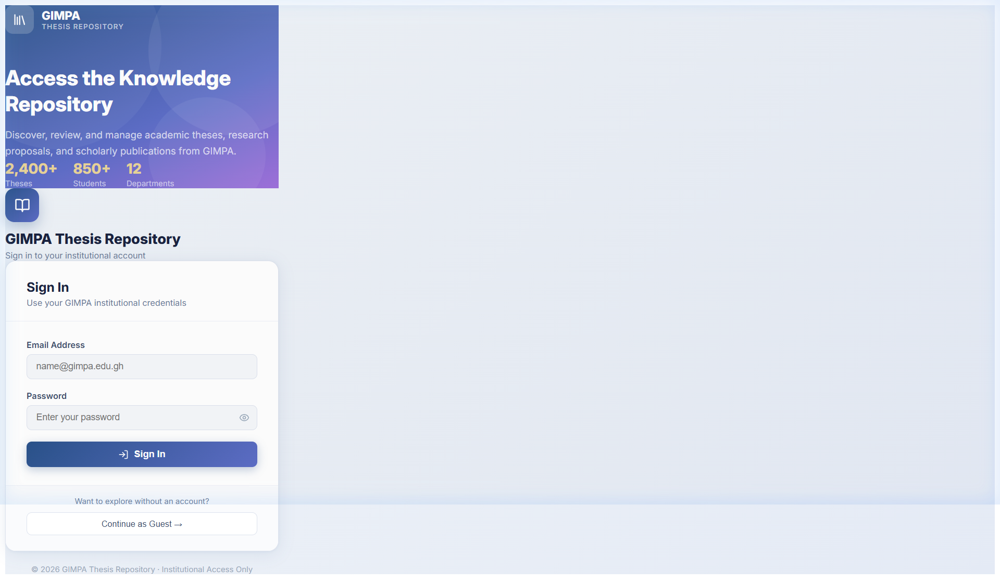 GIMPA
THESIS REPOSITORY
Access the Knowledge
Repository
Discover, review, and manage academic theses, research
proposals, and scholarly publications from GIMPA.
2,400+ 850+ 12
Theses Students Departments
GIMPA Thesis Repository
Sign in to your institutional account
Sign In
Use your GIMPA institutional credentials
Email Address
name@gimpa.edu.gh
Password
Enter your password
Sign In
Want to explore without an account?
Continue as Guest →
© 2026 GIMPA Thesis Repository · Institutional Access Only